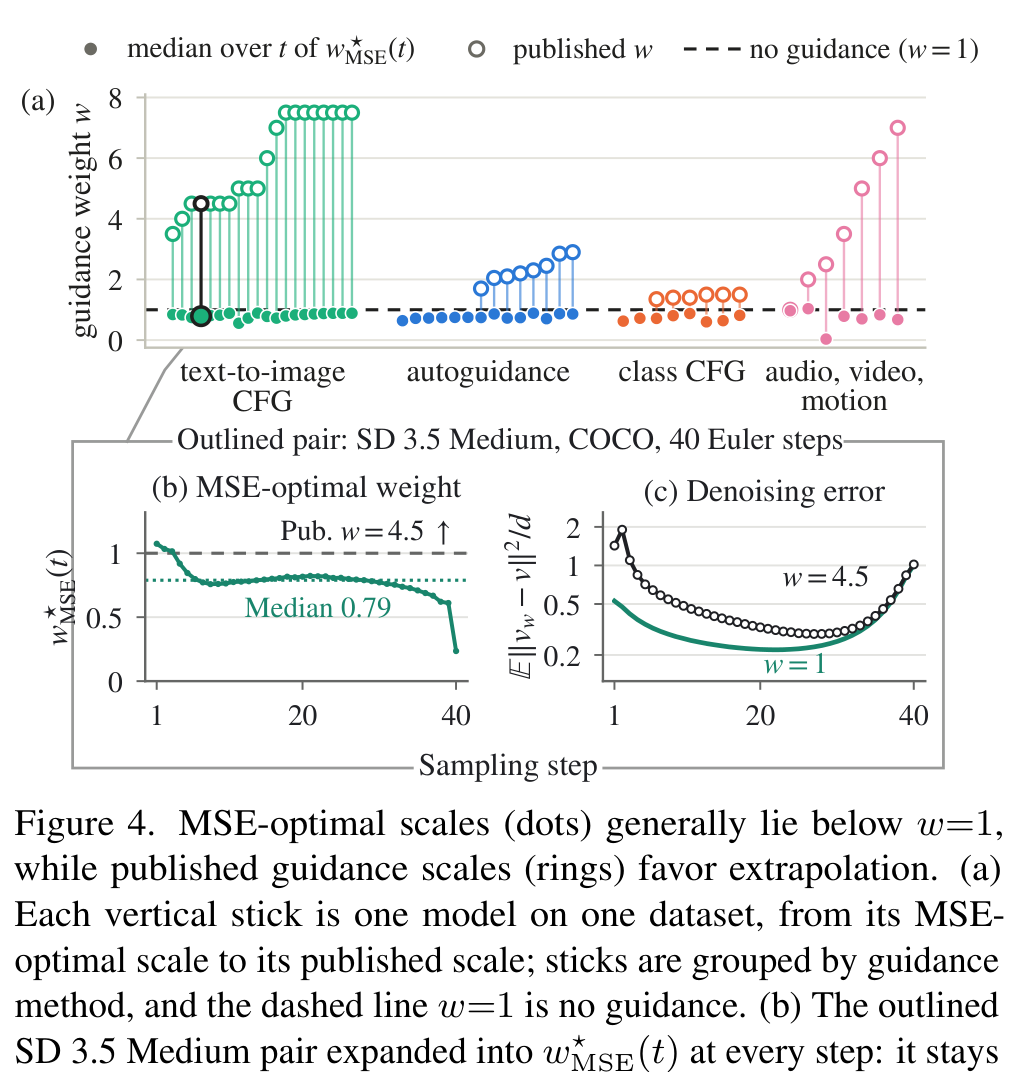 median over t of w⋆MSE(t) published w no guidance (w = 1)
(a)
guidance weight w
8
6
4
2
0
text-to-image CFG
autoguidance
class CFG
audio, video, motion
Outlined pair: SD 3.5 Medium, COCO, 40 Euler steps
(b) MSE-optimal weight
w⋆MSE(t)
Pub. w = 4.5 ↑
Median 0.79
1
0.5
0
1 20 40
(c) Denoising error
𝔼||v_w − v||²/d
2
1
0.5
0.2
w = 4.5
w = 1
1 20 40
Sampling step
Figure 4. MSE-optimal scales (dots) generally lie below w=1,
while published guidance scales (rings) favor extrapolation. (a)
Each vertical stick is one model on one dataset, from its MSE-
optimal scale to its published scale; sticks are grouped by guidance
method, and the dashed line w=1 is no guidance. (b) The outlined
SD 3.5 Medium pair expanded into w⋆MSE(t) at every step: it stays